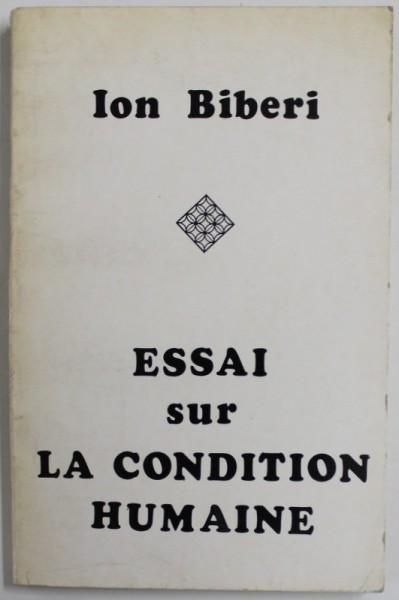 Ion Biberi
ESSAI
sur
LA CONDITION
HUMAINE